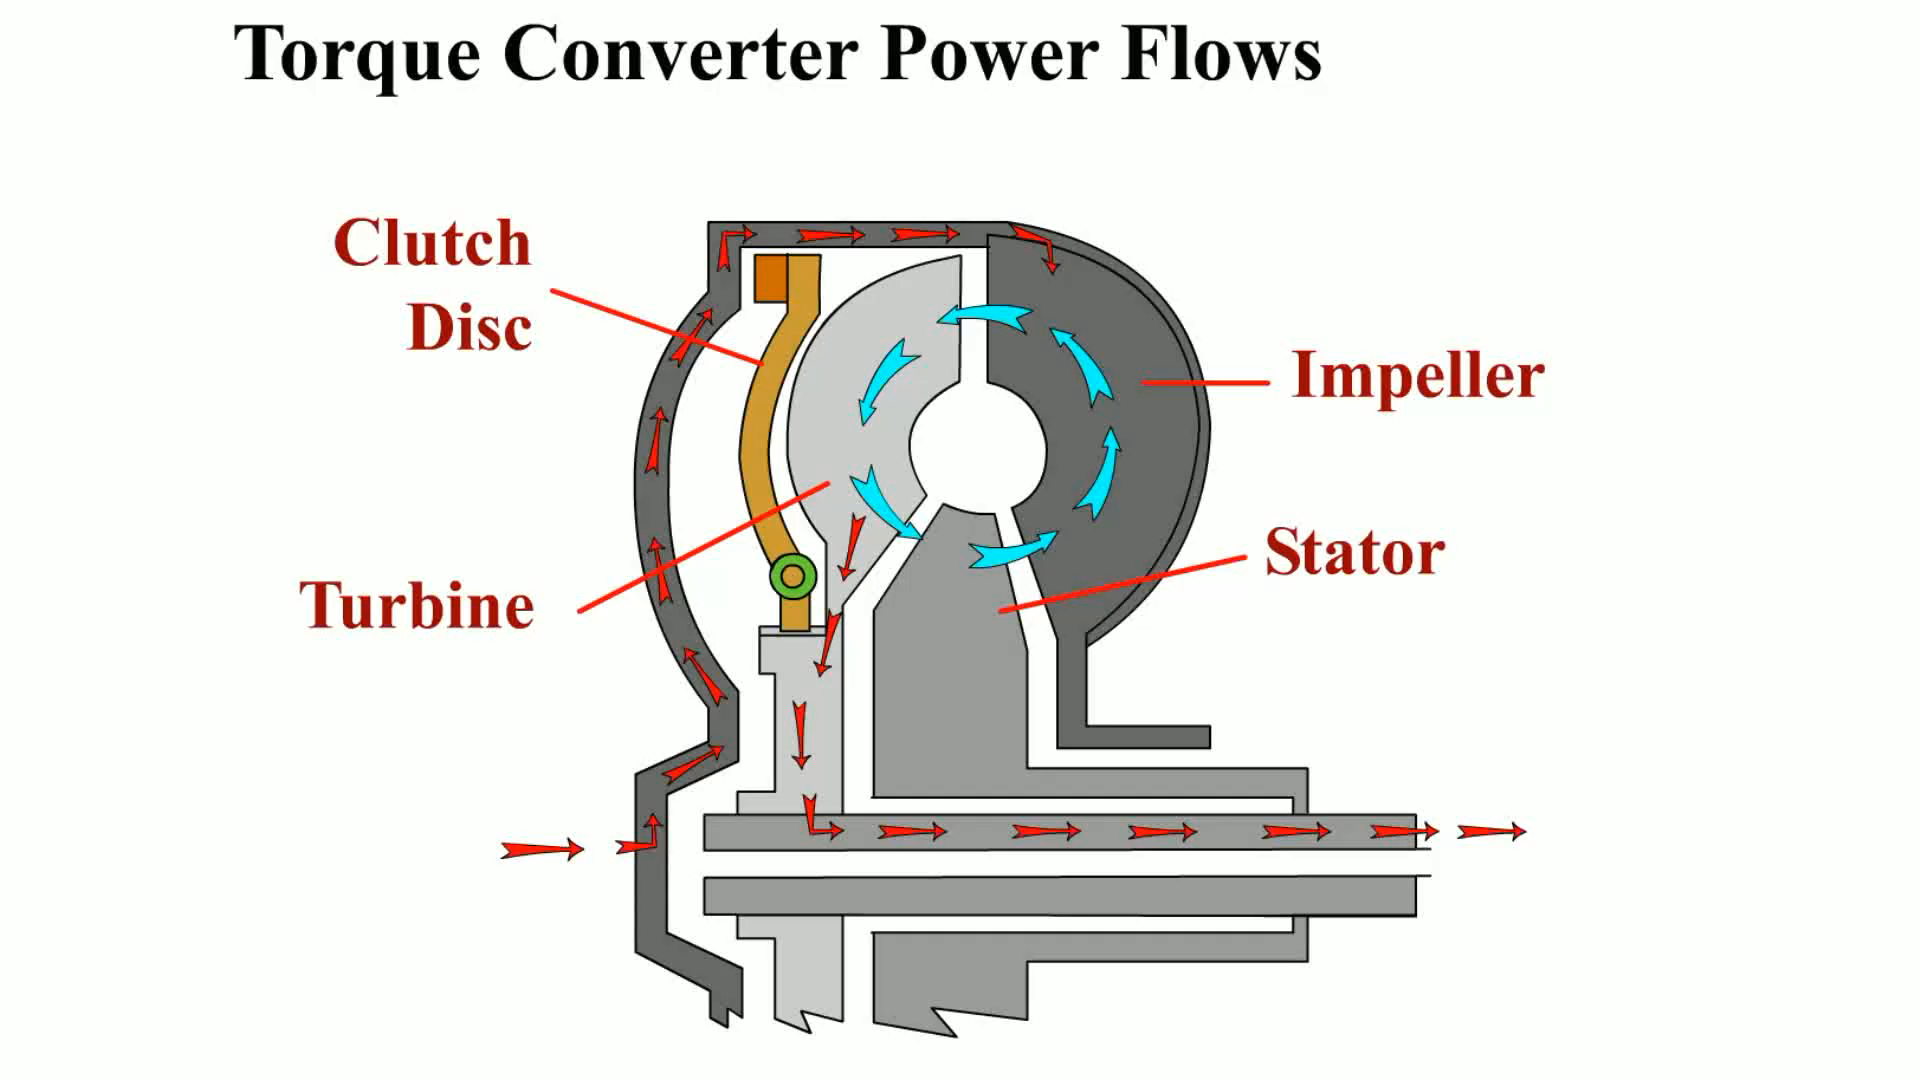 Torque Converter Power Flows
Clutch
Disc
Impeller
Stator
Turbine